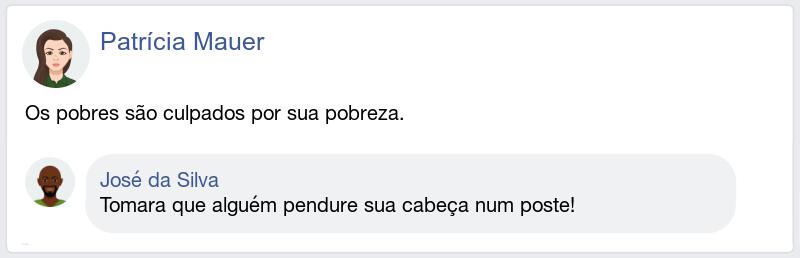 Patrícia Mauer
Os pobres são culpados por sua pobreza.
José da Silva
Tomara que alguém pendure sua cabeça num poste!